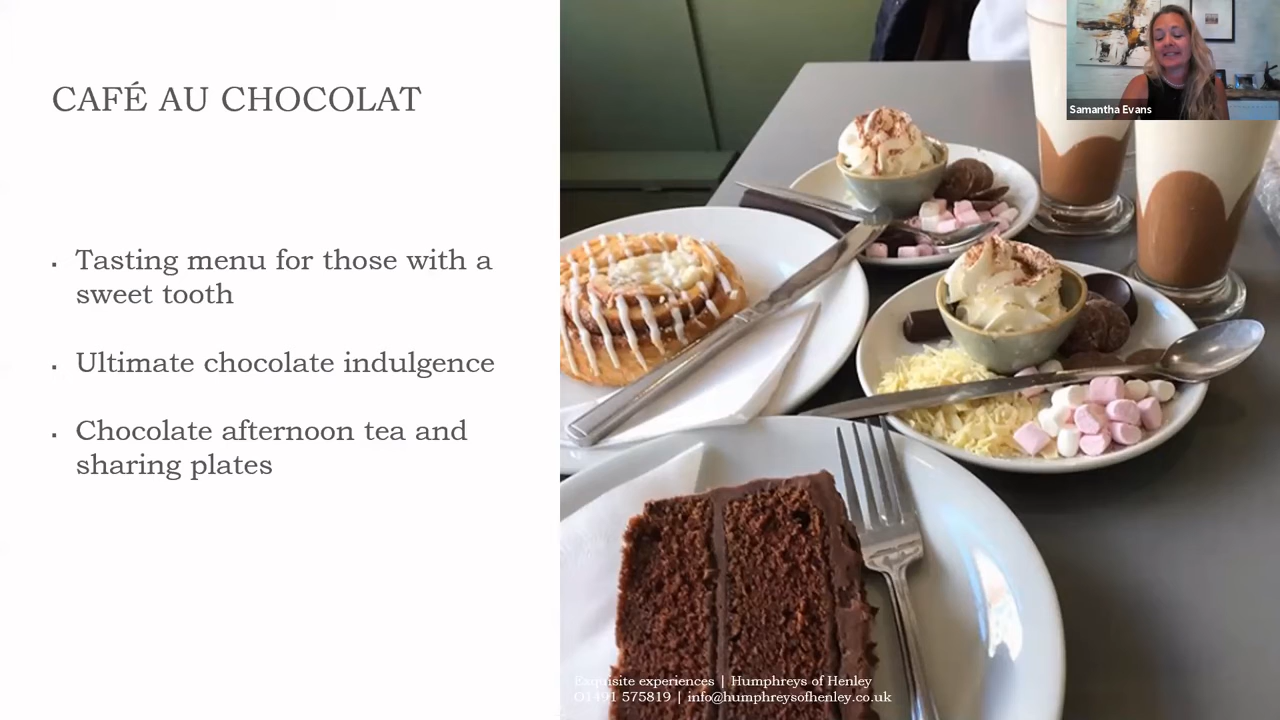 CAFÉ AU CHOCOLAT
▪ Tasting menu for those with a
sweet tooth
▪ Ultimate chocolate indulgence
▪ Chocolate afternoon tea and
sharing plates
Samantha Evans
Exquisite experiences | Humphreys of Henley
01491 575819 | info@humphreysofhenley.co.uk